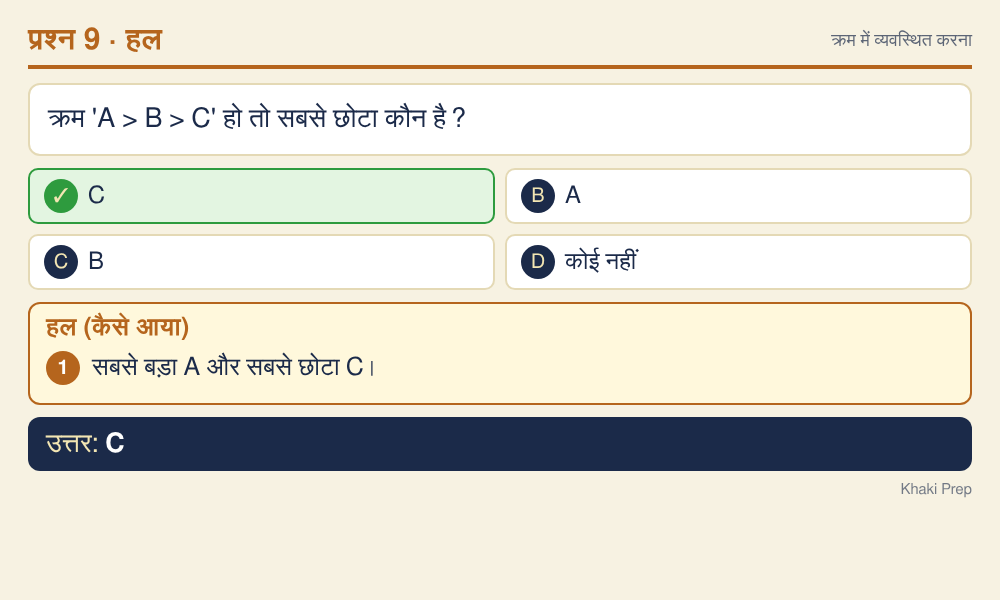 प्रश्न 9 · हल
क्रम में व्यवस्थित करना
क्रम 'A > B > C' हो तो सबसे छोटा कौन है ?
✓ C
B A
C B
D कोई नहीं
हल (कैसे आया)
1 सबसे बड़ा A और सबसे छोटा C।
उत्तर: C
Khaki Prep